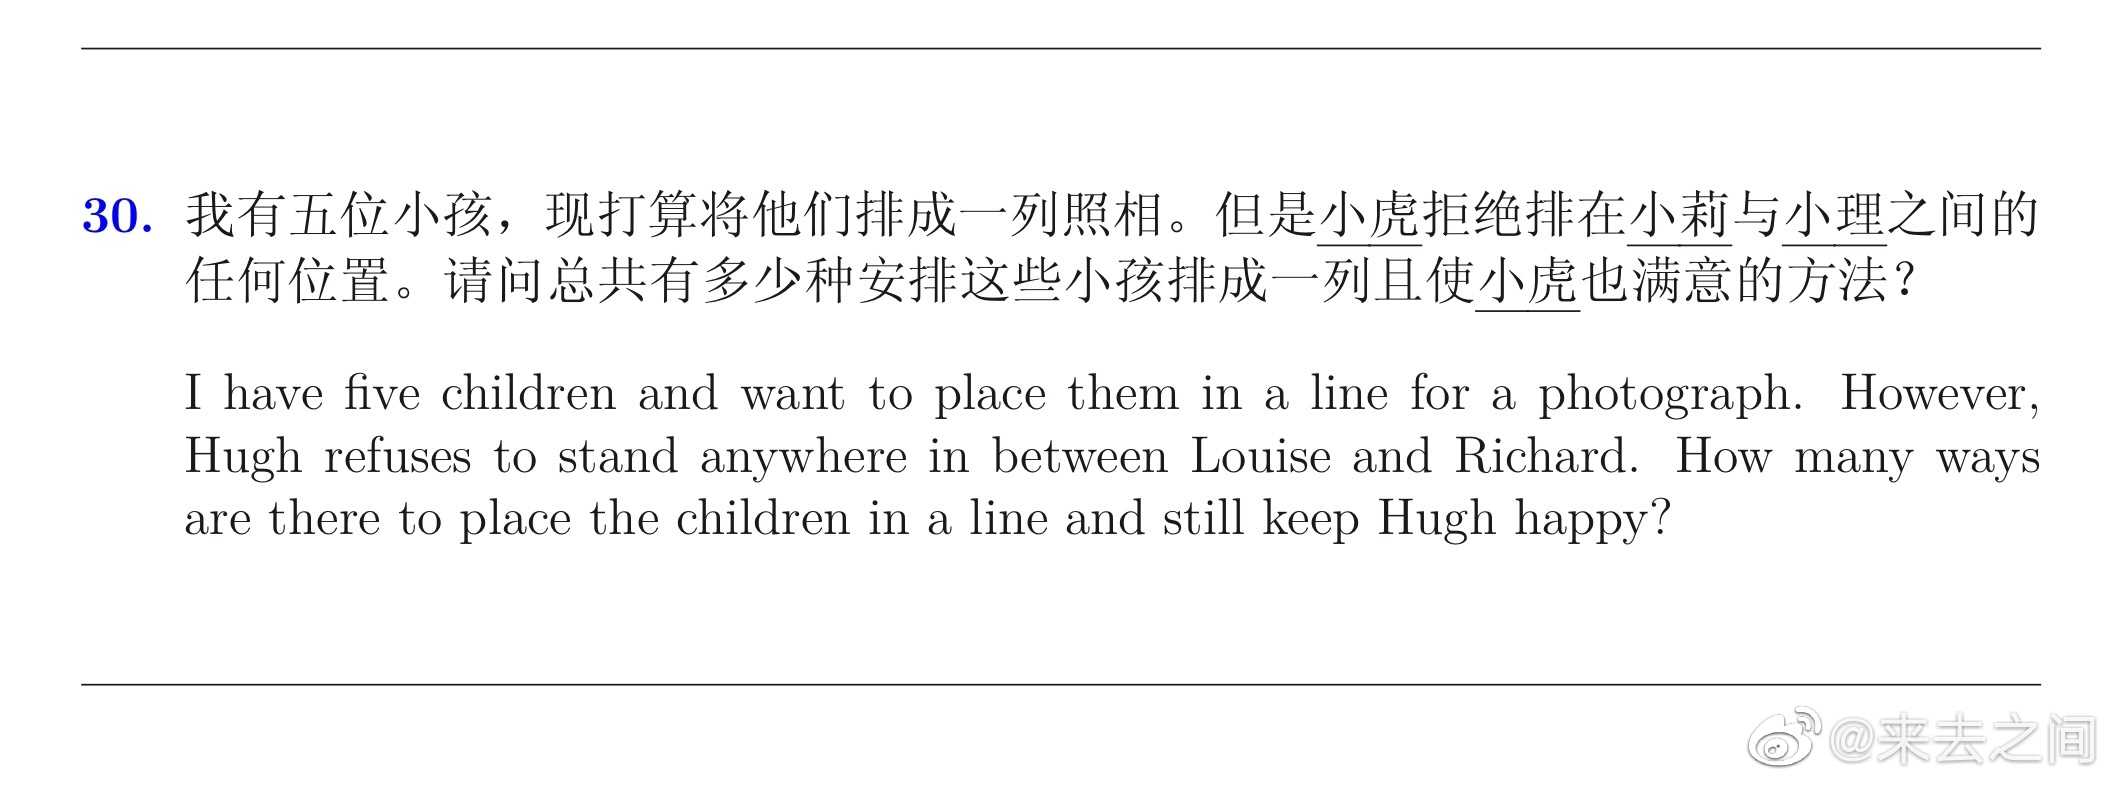 30. 我有五位小孩，现打算将他们排成一列照相。但是小虎拒绝排在小莉与小理之间的
任何位置。请问总共有多少种安排这些小孩排成一列且使小虎也满意的方法？
I have five children and want to place them in a line for a photograph. However,
Hugh refuses to stand anywhere in between Louise and Richard. How many ways
are there to place the children in a line and still keep Hugh happy?
@来去之间